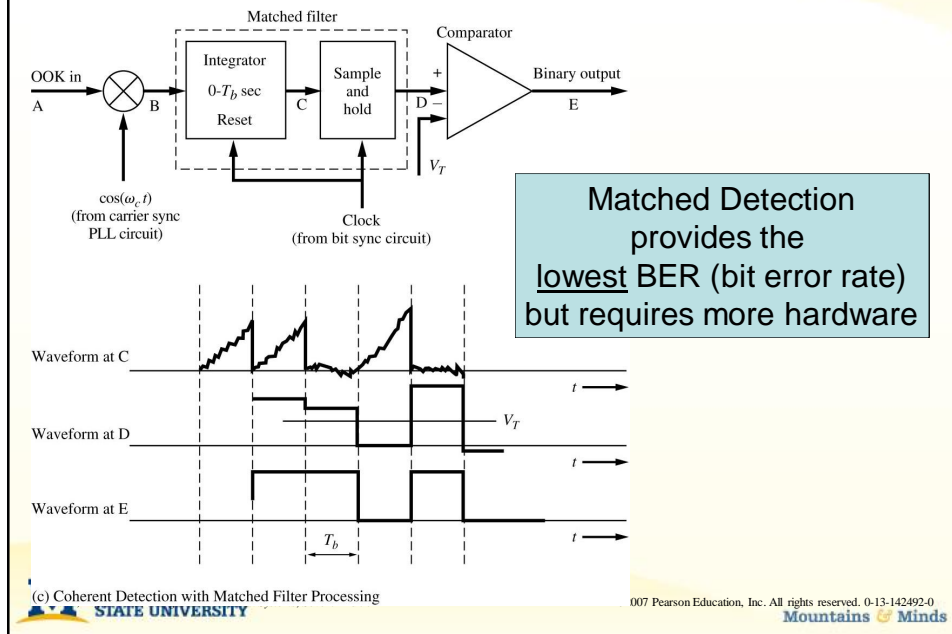 Matched filter
Comparator
OOK in
A
B
Integrator
0-T_b sec
Reset
C
Sample
and
hold
D
+
−
V_T
Binary output
E
cos(ω_c t)
(from carrier sync
PLL circuit)
Clock
(from bit sync circuit)
Matched Detection
provides the
lowest BER (bit error rate)
but requires more hardware
Waveform at C
t
Waveform at D
V_T
t
Waveform at E
T_b
t
(c) Coherent Detection with Matched Filter Processing
STATE UNIVERSITY
007 Pearson Education, Inc. All rights reserved. 0-13-142492-0
Mountains & Minds